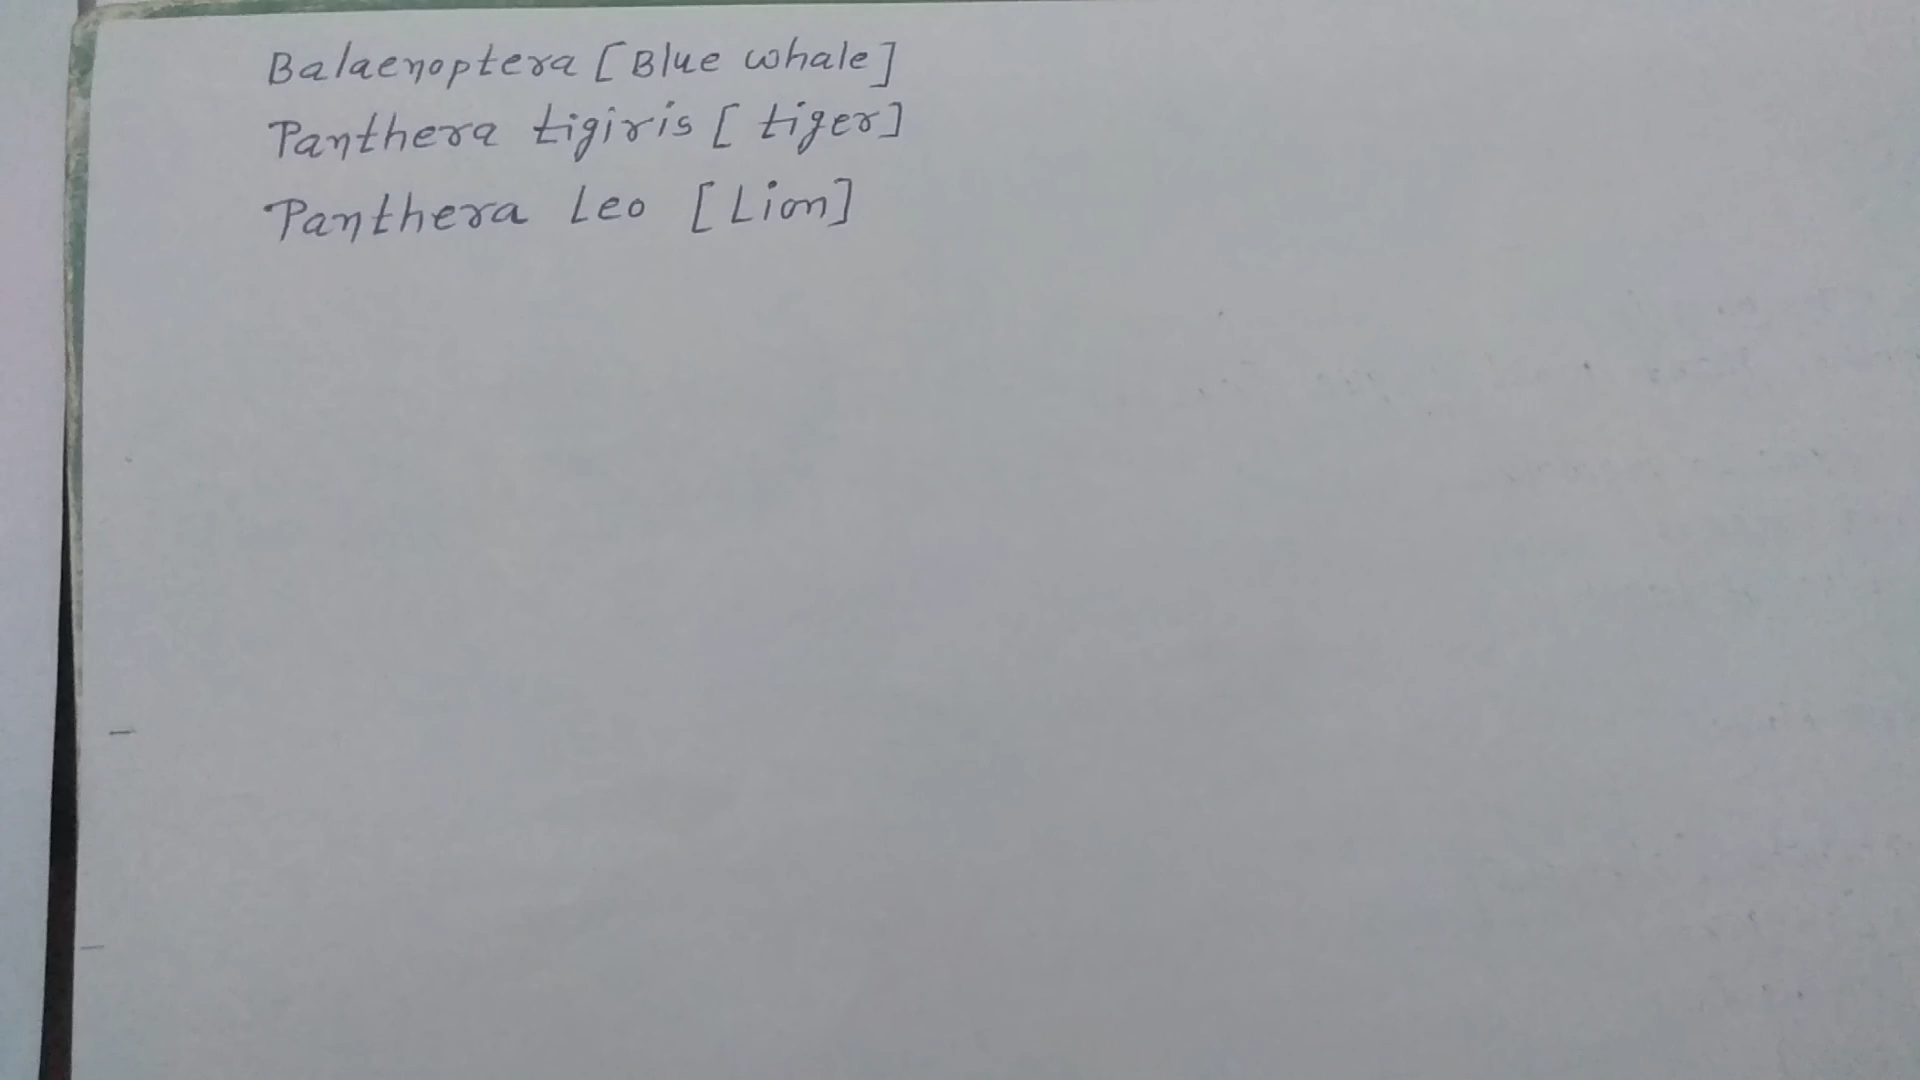 Balaenoptera [Blue whale]
Panthera tigiris [tiger]
Panthera Leo [Lion]